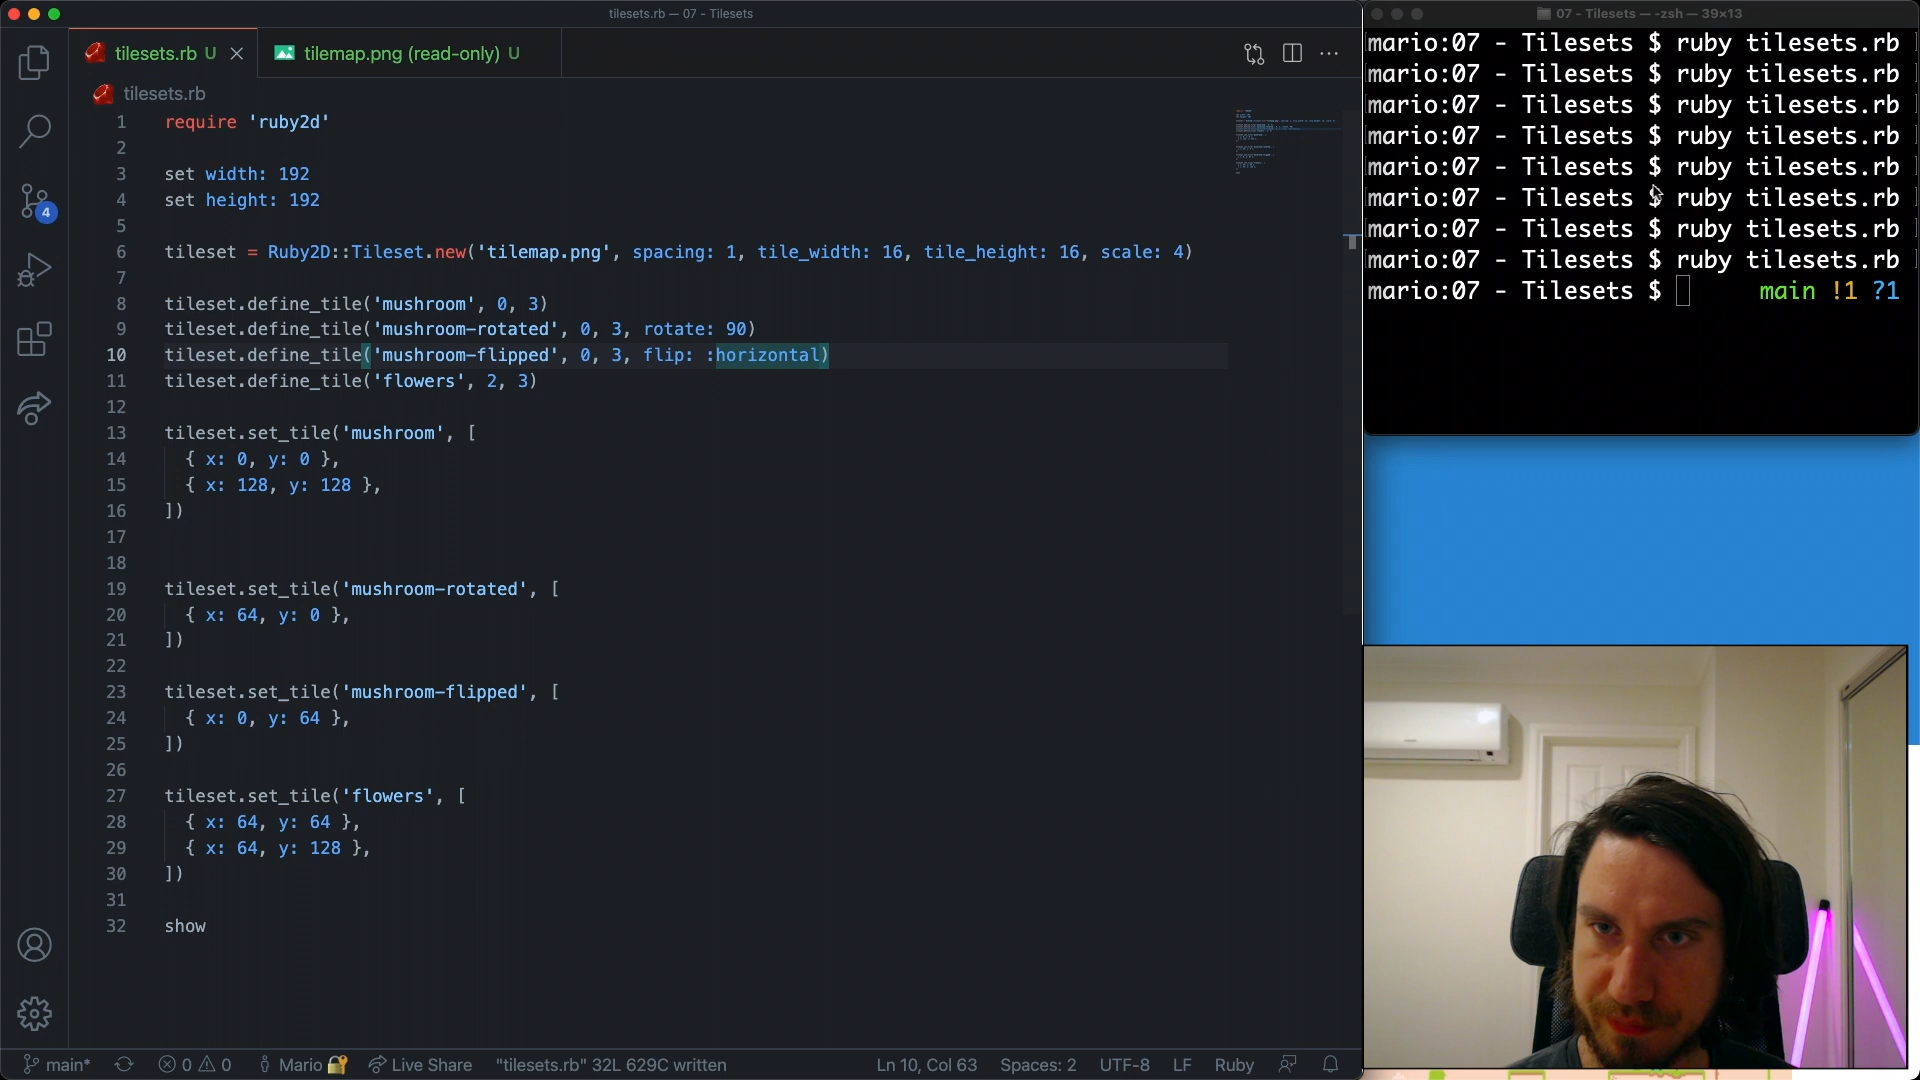 tilesets.rb — 07 - Tilesets
tilesets.rb U
tilemap.png (read-only) U
tilesets.rb
1 require 'ruby2d'
2
3 set width: 192
4 set height: 192
5
6 tileset = Ruby2D::Tileset.new('tilemap.png', spacing: 1, tile_width: 16, tile_height: 16, scale: 4)
7
8 tileset.define_tile('mushroom', 0, 3)
9 tileset.define_tile('mushroom-rotated', 0, 3, rotate: 90)
10 tileset.define_tile('mushroom-flipped', 0, 3, flip: :horizontal)
11 tileset.define_tile('flowers', 2, 3)
12
13 tileset.set_tile('mushroom', [
14 { x: 0, y: 0 },
15 { x: 128, y: 128 },
16 ])
17
18
19 tileset.set_tile('mushroom-rotated', [
20 { x: 64, y: 0 },
21 ])
22
23 tileset.set_tile('mushroom-flipped', [
24 { x: 0, y: 64 },
25 ])
26
27 tileset.set_tile('flowers', [
28 { x: 64, y: 64 },
29 { x: 64, y: 128 },
30 ])
31
32 show
4
main* 0 0 Mario Live Share "tilesets.rb" 32L 629C written Ln 10, Col 63 Spaces: 2 UTF-8 LF Ruby
07 - Tilesets — -zsh — 39×13
mario:07 - Tilesets $ ruby tilesets.rb
mario:07 - Tilesets $ ruby tilesets.rb
mario:07 - Tilesets $ ruby tilesets.rb
mario:07 - Tilesets $ ruby tilesets.rb
mario:07 - Tilesets $ ruby tilesets.rb
mario:07 - Tilesets $ ruby tilesets.rb
mario:07 - Tilesets $ ruby tilesets.rb
mario:07 - Tilesets $ ruby tilesets.rb
mario:07 - Tilesets $ main !1 ?1